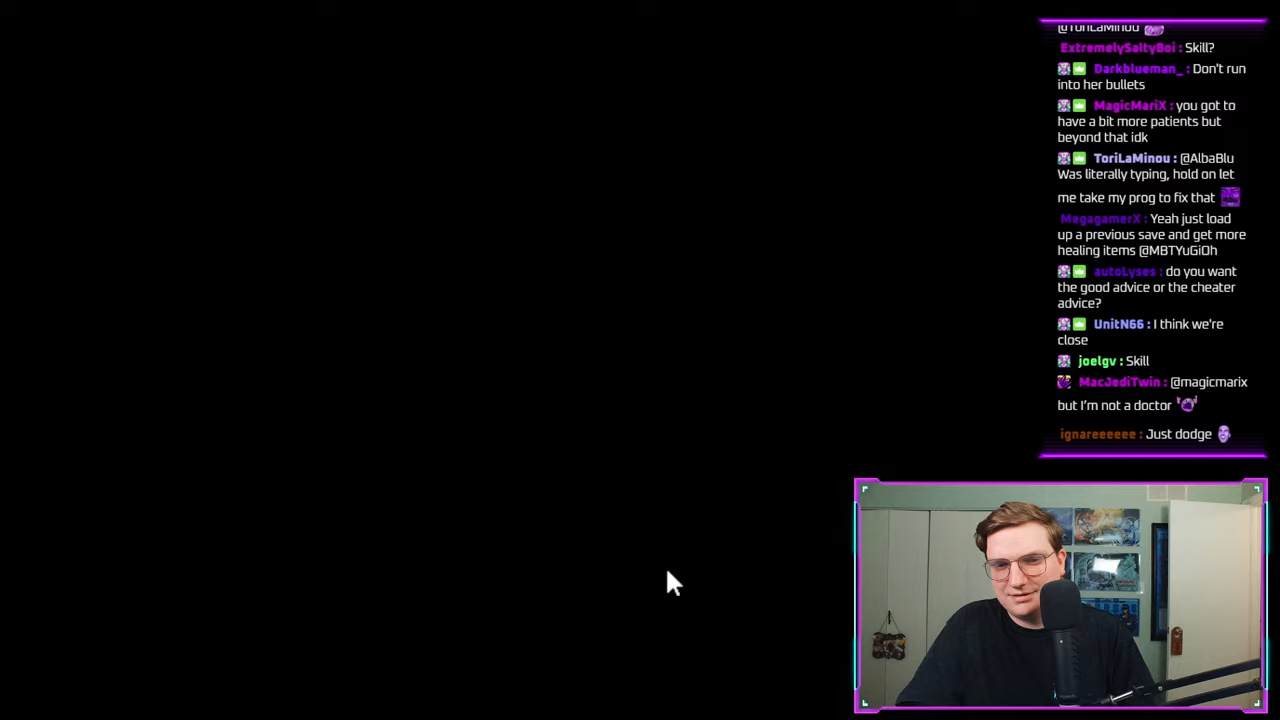 @ToriLaMinou
ExtremelySaltyBoi : Skill?
Darkblueman_ : Don't run
into her bullets
MagicMariX : you got to
have a bit more patients but
beyond that idk
ToriLaMinou : @AlbaBlu
Was literally typing, hold on let
me take my prog to fix that
MegagamerX : Yeah just load
up a previous save and get more
healing items @MBTYuGiOh
autoLyses : do you want
the good advice or the cheater
advice?
UnitN66 : I think we're
close
joelgv : Skill
MacJediTwin : @magicmarix
but I'm not a doctor
ignareeeeee : Just dodge